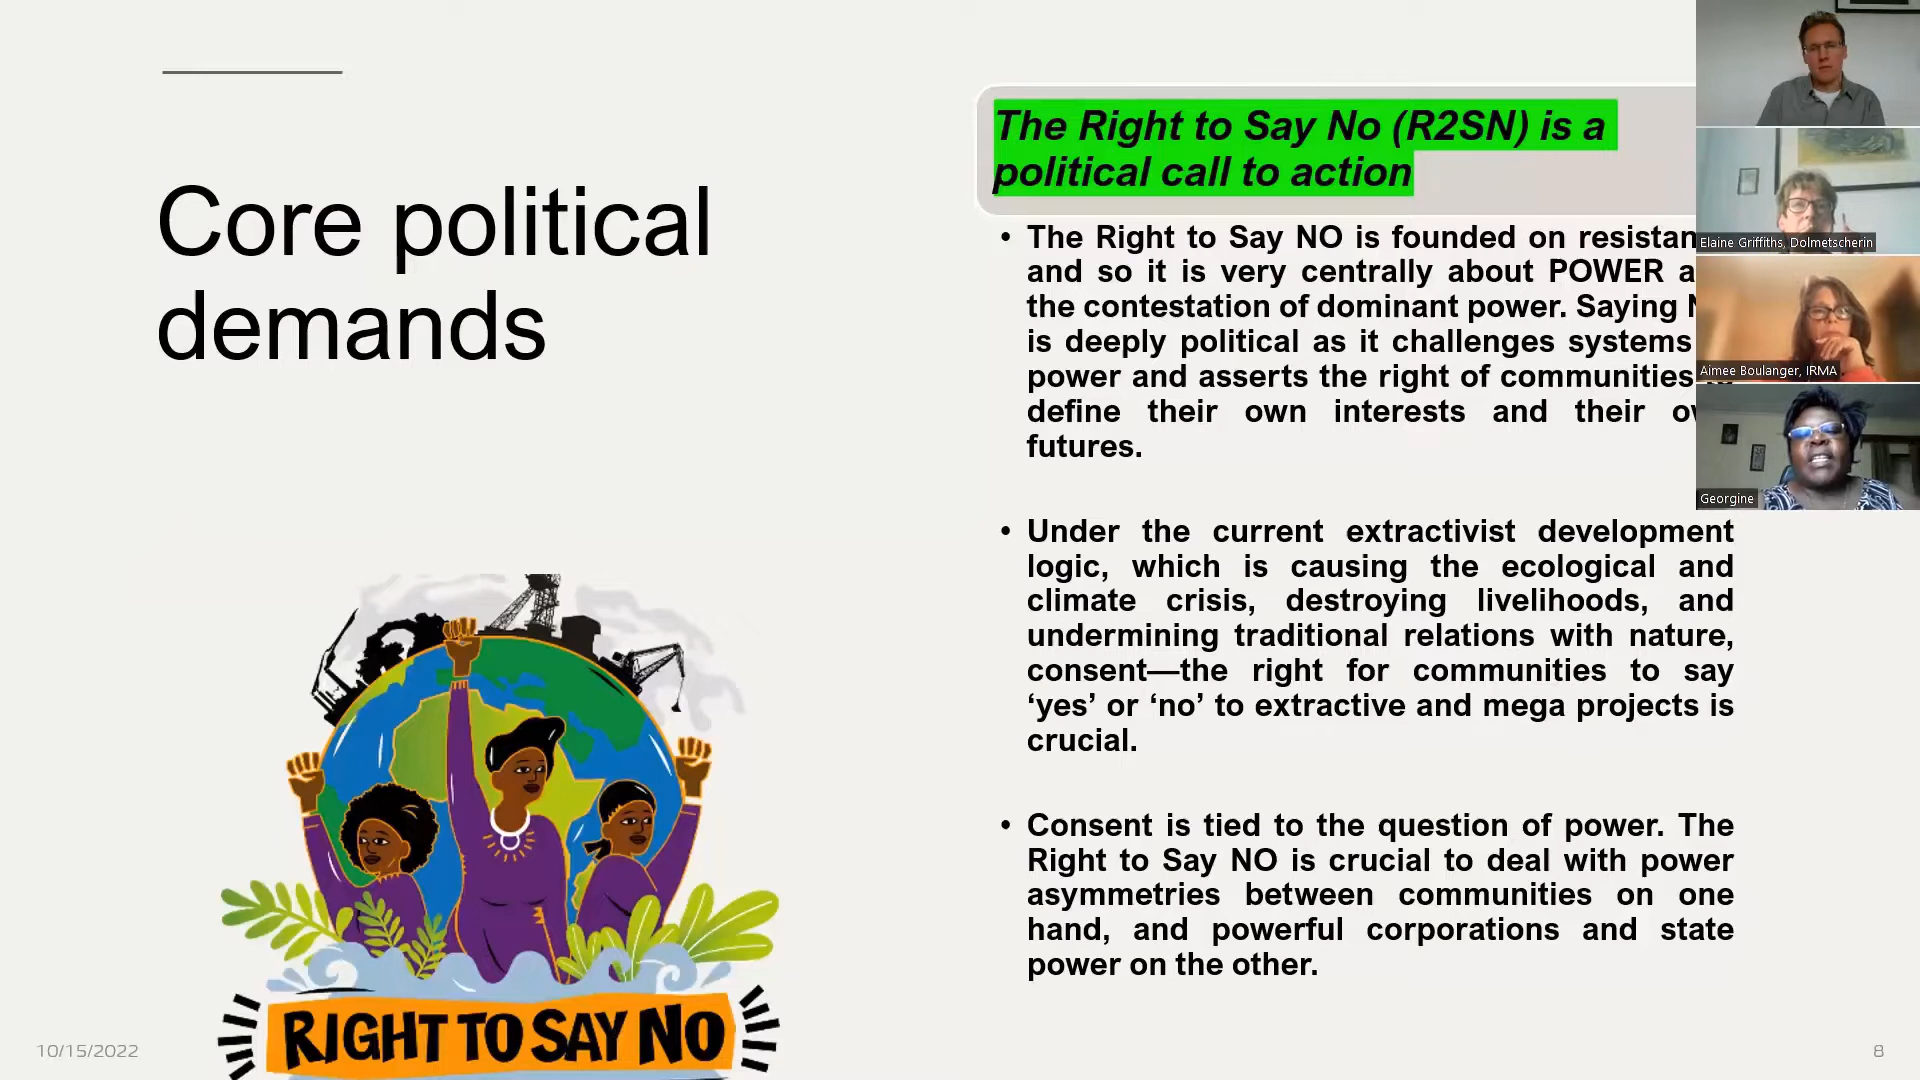 Core political
demands
The Right to Say No (R2SN) is a
political call to action
• The Right to Say NO is founded on
and so it is very centrally about POWER
the contestation of dominant power. Saying
is deeply political as it challenges systems
power and asserts the right of communities
define their own interests and their
futures.
• Under the current extractivist development
logic, which is causing the ecological and
climate crisis, destroying livelihoods, and
undermining traditional relations with nature,
consent—the right for communities to say
‘yes’ or ‘no’ to extractive and mega projects is
crucial.
• Consent is tied to the question of power. The
Right to Say NO is crucial to deal with power
asymmetries between communities on one
hand, and powerful corporations and state
power on the other.
RIGHT TO SAY NO
10/15/2022
8
Elaine Griffiths, Dolmetscherin
Aimee Boulanger, IRMA
Georgine